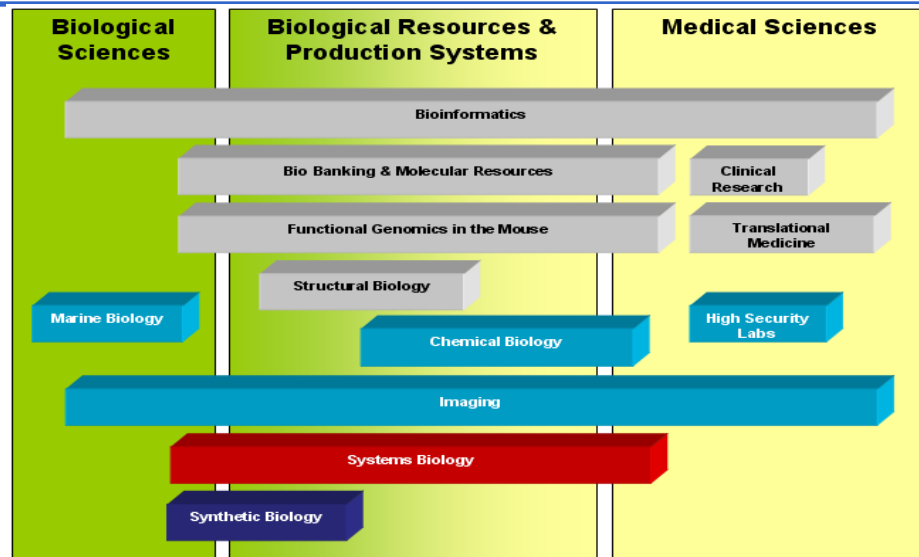 Biological
Sciences
Biological Resources &
Production Systems
Medical Sciences
Bioinformatics
Bio Banking & Molecular Resources
Clinical
Research
Functional Genomics in the Mouse
Translational
Medicine
Structural Biology
Marine Biology
High Security
Labs
Chemical Biology
Imaging
Systems Biology
Synthetic Biology